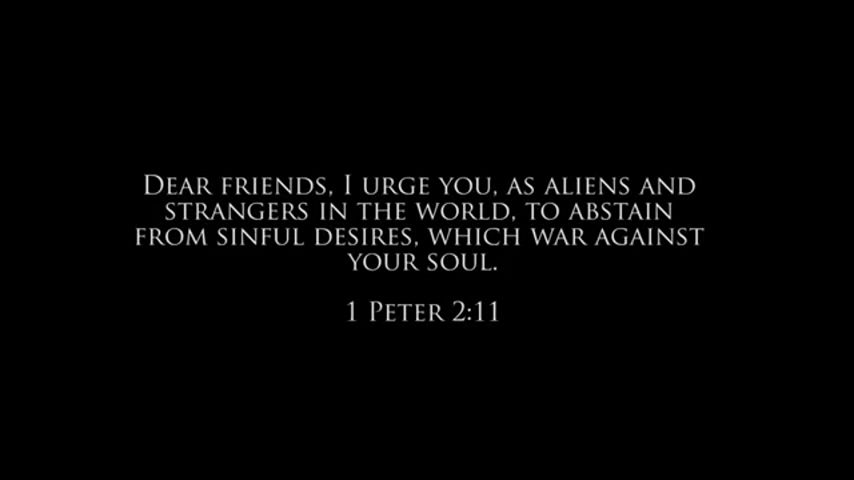 Dear friends, I urge you, as aliens and
strangers in the world, to abstain
from sinful desires, which war against
your soul.
1 Peter 2:11